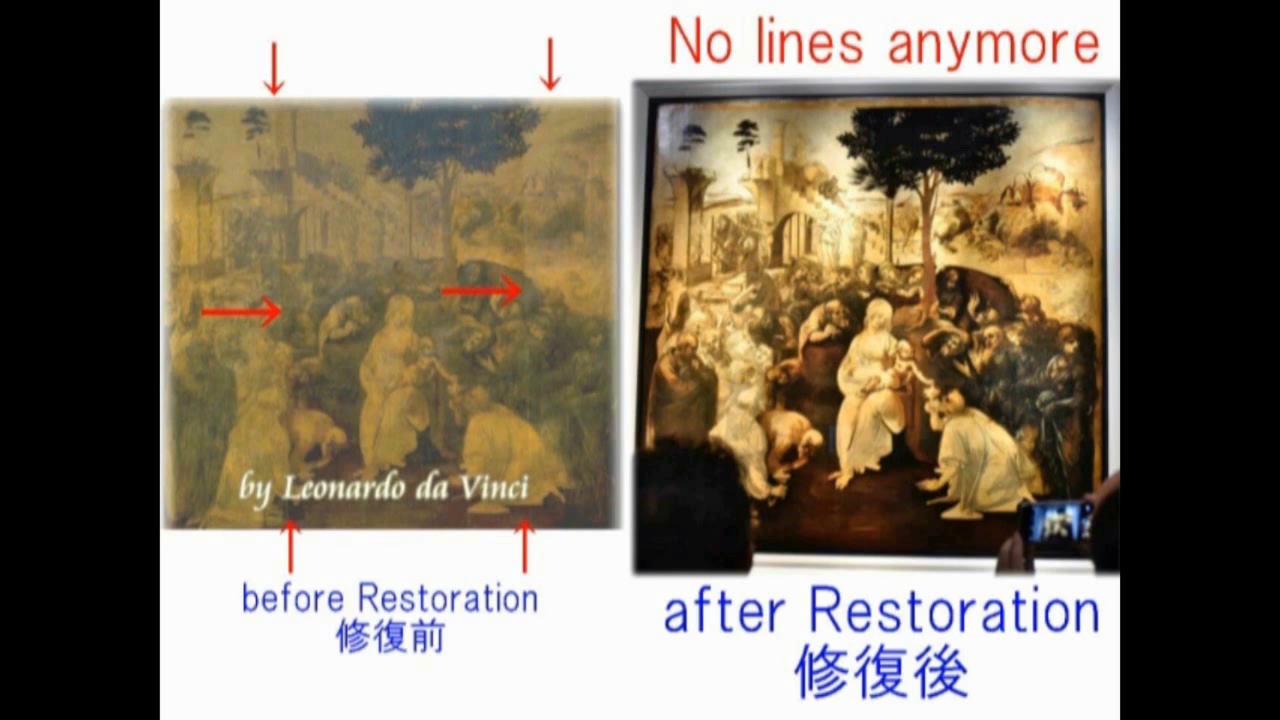 No lines anymore
by Leonardo da Vinci
before Restoration
修復前
after Restoration
修復後